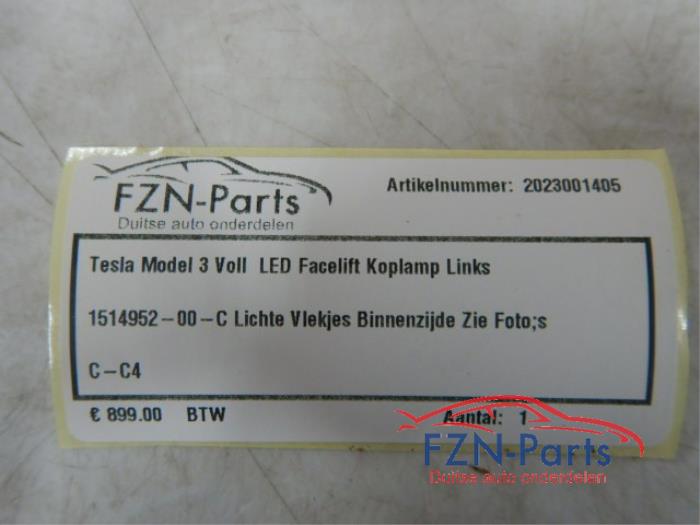 FZN-Parts
Duitse auto onderdelen
Artikelnummer: 2023001405
Tesla Model 3 Voll LED Facelift Koplamp Links
1514952-00-C Lichte Vlekjes Binnenzijde Zie Foto;s
C-C4
€ 899.00 BTW
Aantal: 1
FZN-Parts
Duitse auto onderdelen